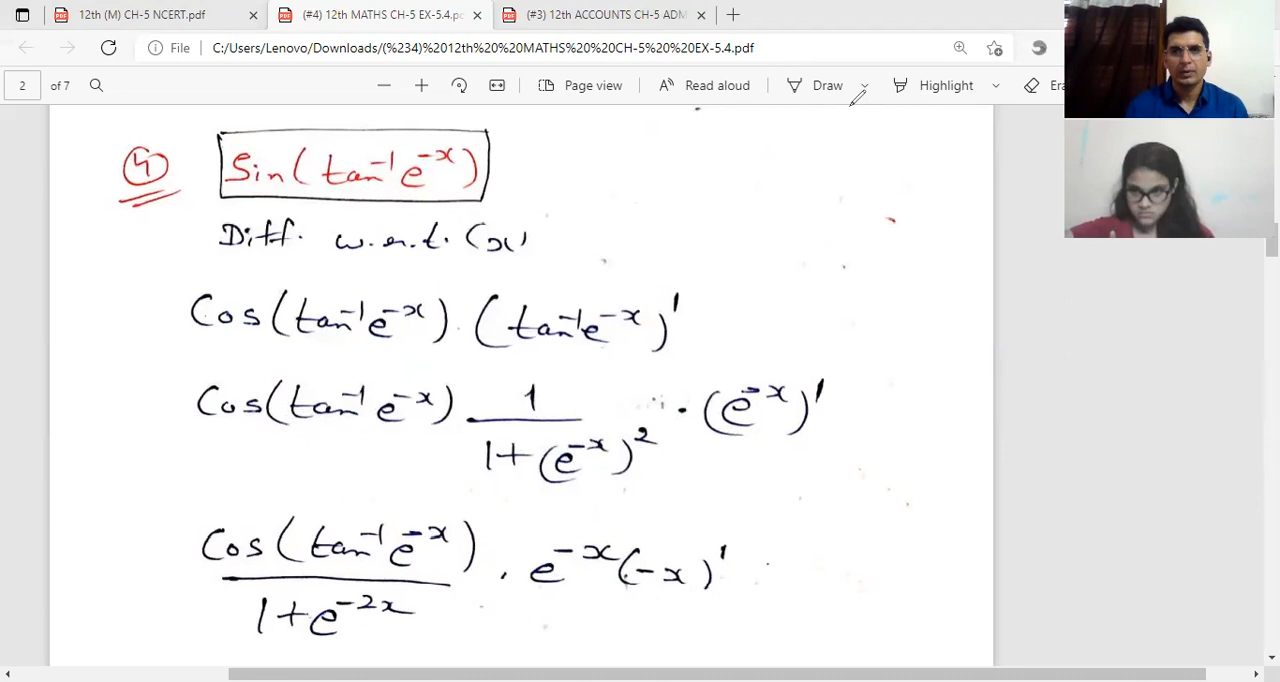 12th (M) CH-5 NCERT.pdf
(#4) 12th MATHS CH-5 EX-5.4.p
(#3) 12th ACCOUNTS CH-5 ADM
File
C:/Users/Lenovo/Downloads/(%234)%2012th%20%20MATHS%20%20CH-5%20%20EX-5.4.pdf
2 of 7
Page view
Read aloud
Draw
Highlight
Era
④ Sin(tan⁻¹e⁻ˣ)
Diff. w.r.t. (x)
Cos(tan⁻¹e⁻ˣ). (tan⁻¹e⁻ˣ)'
Cos(tan⁻¹e⁻ˣ) 1/(1+(e⁻ˣ)²) · (e⁻ˣ)'
Cos(tan⁻¹e⁻ˣ)/(1+e⁻²ˣ) . e⁻ˣ(-x)'